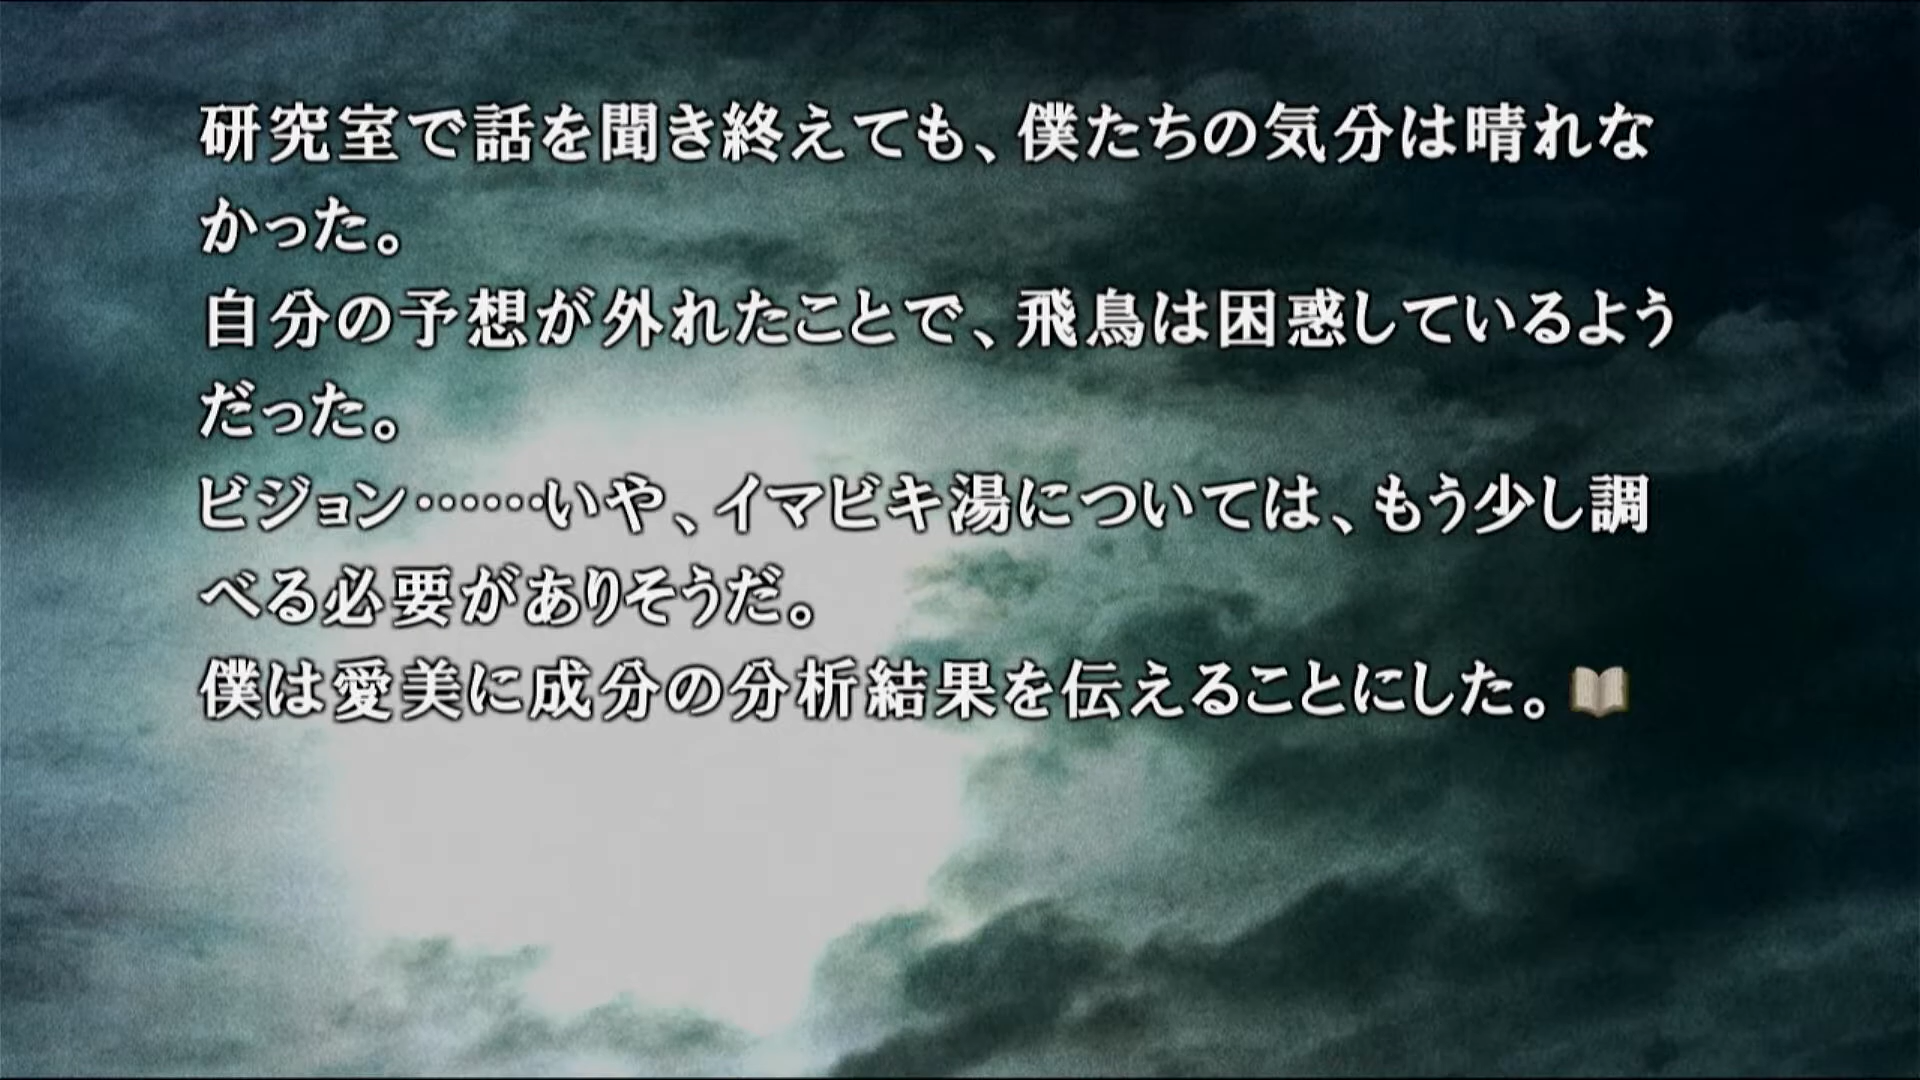 研究室で話を聞き終えても、僕たちの気分は晴れな
かった。
自分の予想が外れたことで、飛鳥は困惑しているよう
だった。
ビジョン……いや、イマビキ湯については、もう少し調
べる必要がありそうだ。
僕は愛美に成分の分析結果を伝えることにした。